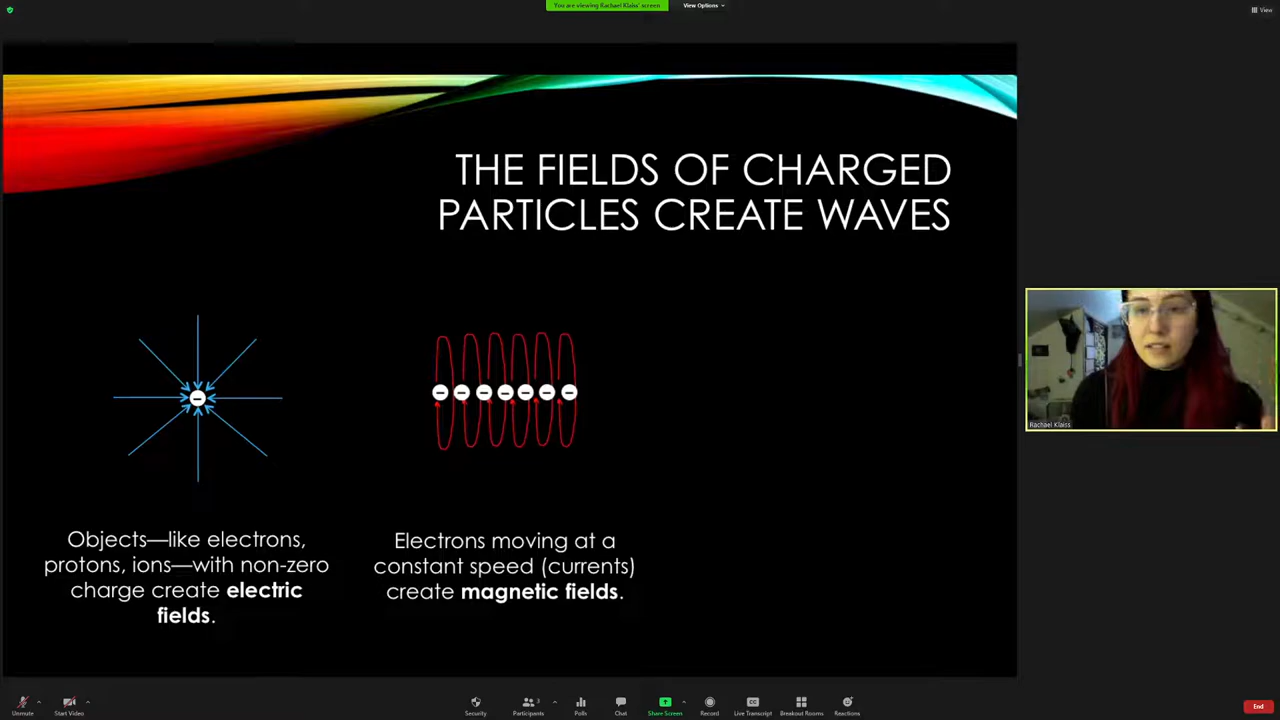 You are viewing Rachael Klaiss' screen
View Options
View
THE FIELDS OF CHARGED
PARTICLES CREATE WAVES
Objects—like electrons,
protons, ions—with non-zero
charge create electric
fields.
Electrons moving at a
constant speed (currents)
create magnetic fields.
Rachael Klaiss
Unmute
Start Video
Security
Participants
3
Polls
Chat
Share Screen
Record
Live Transcript
Breakout Rooms
Reactions
End